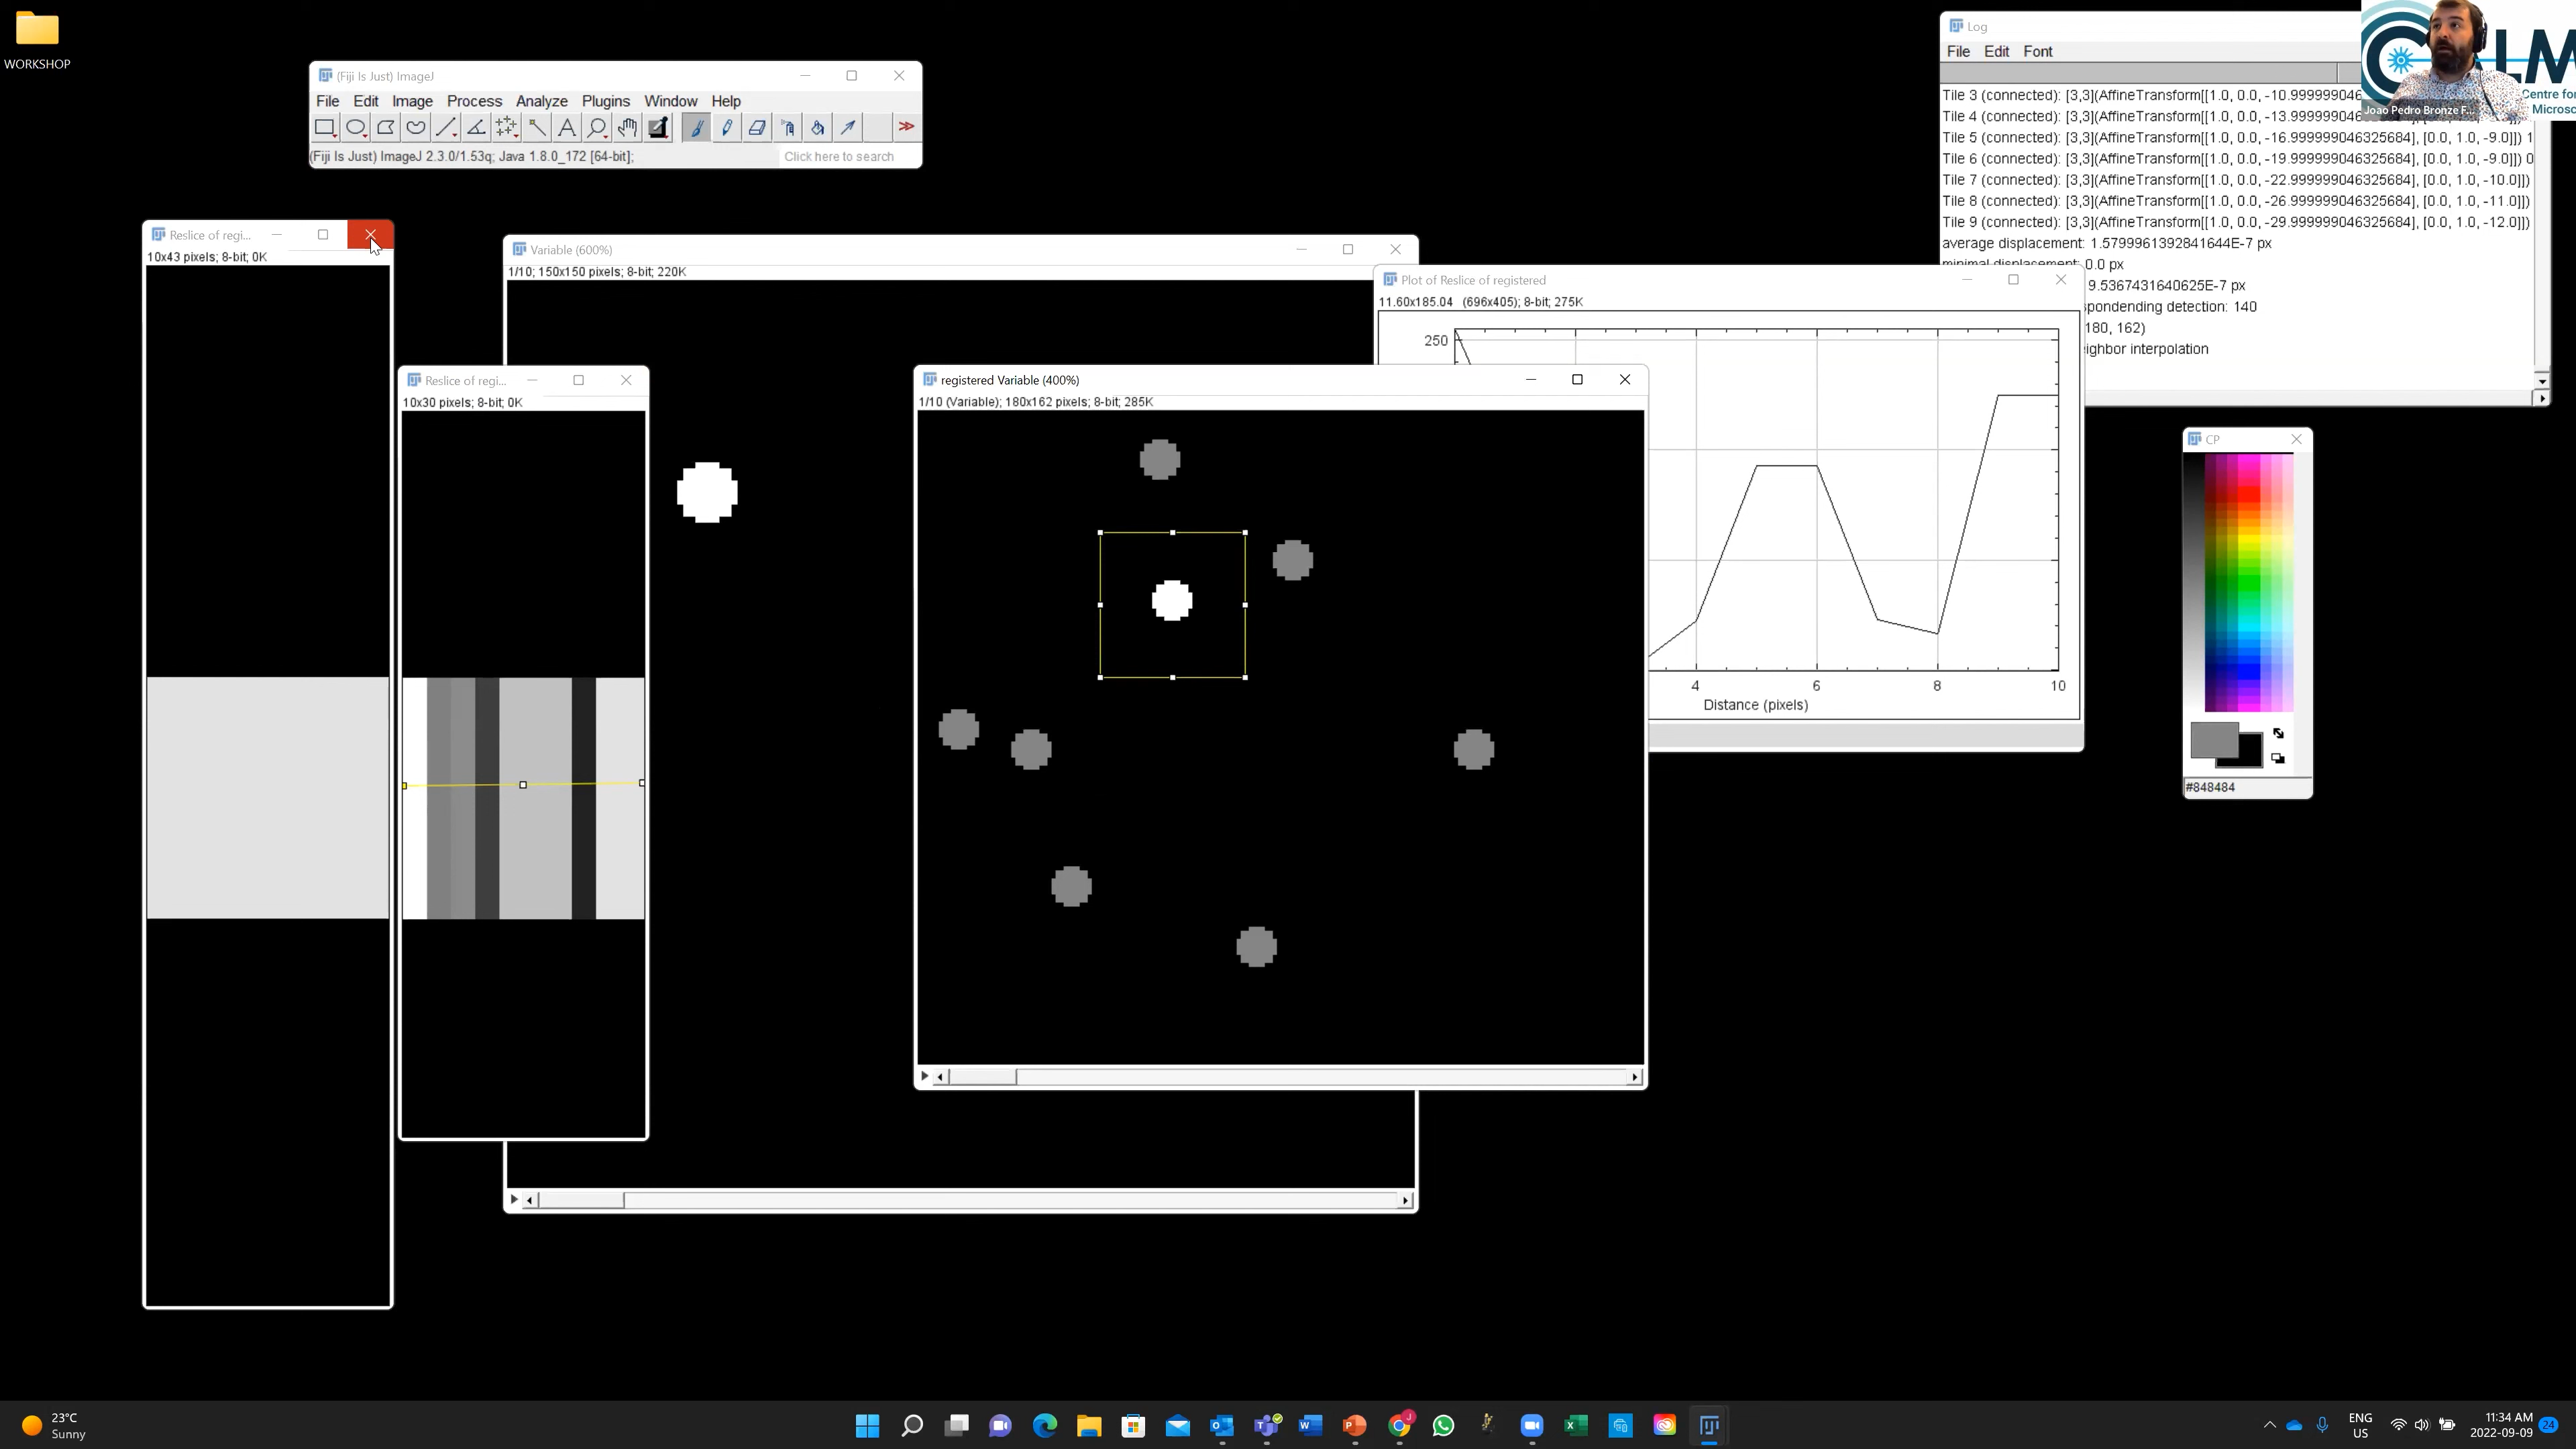 WORKSHOP
(Fiji Is Just) ImageJ
File Edit Image Process Analyze Plugins Window Help
(Fiji Is Just) ImageJ 2.3.0/1.53q; Java 1.8.0_172 [64-bit];
Click here to search
Log
File Edit Font
Tile 3 (connected): [3,3](AffineTransform[[1.0, 0.0, -10.999999046
Tile 4 (connected): [3,3](AffineTransform[[1.0, 0.0, -13.999999046
Tile 5 (connected): [3,3](AffineTransform[[1.0, 0.0, -16.999999046325684], [0.0, 1.0, -9.0]]) 1
Tile 6 (connected): [3,3](AffineTransform[[1.0, 0.0, -19.999999046325684], [0.0, 1.0, -9.0]]) 0
Tile 7 (connected): [3,3](AffineTransform[[1.0, 0.0, -22.999999046325684], [0.0, 1.0, -10.0]])
Tile 8 (connected): [3,3](AffineTransform[[1.0, 0.0, -26.999999046325684], [0.0, 1.0, -11.0]])
Tile 9 (connected): [3,3](AffineTransform[[1.0, 0.0, -29.999999046325684], [0.0, 1.0, -12.0]])
average displacement: 1.5799961392841644E-7 px
minimal displacement: 0.0 px
9.5367431640625E-7 px
spondending detection: 140
180, 162)
eighbor interpolation
ALM
Centre for
Microsc
Joao Pedro Bronze F...
Reslice of regi...
10x43 pixels; 8-bit; 0K
Variable (600%)
1/10; 150x150 pixels; 8-bit; 220K
Plot of Reslice of registered
11.60x185.04 (696x405); 8-bit; 275K
250
4 6 8 10
Distance (pixels)
Reslice of regi...
10x30 pixels; 8-bit; 0K
registered Variable (400%)
1/10 (Variable); 180x162 pixels; 8-bit; 285K
CP
#848484
23°C
Sunny
ENG
US
11:34 AM
2022-09-09
24